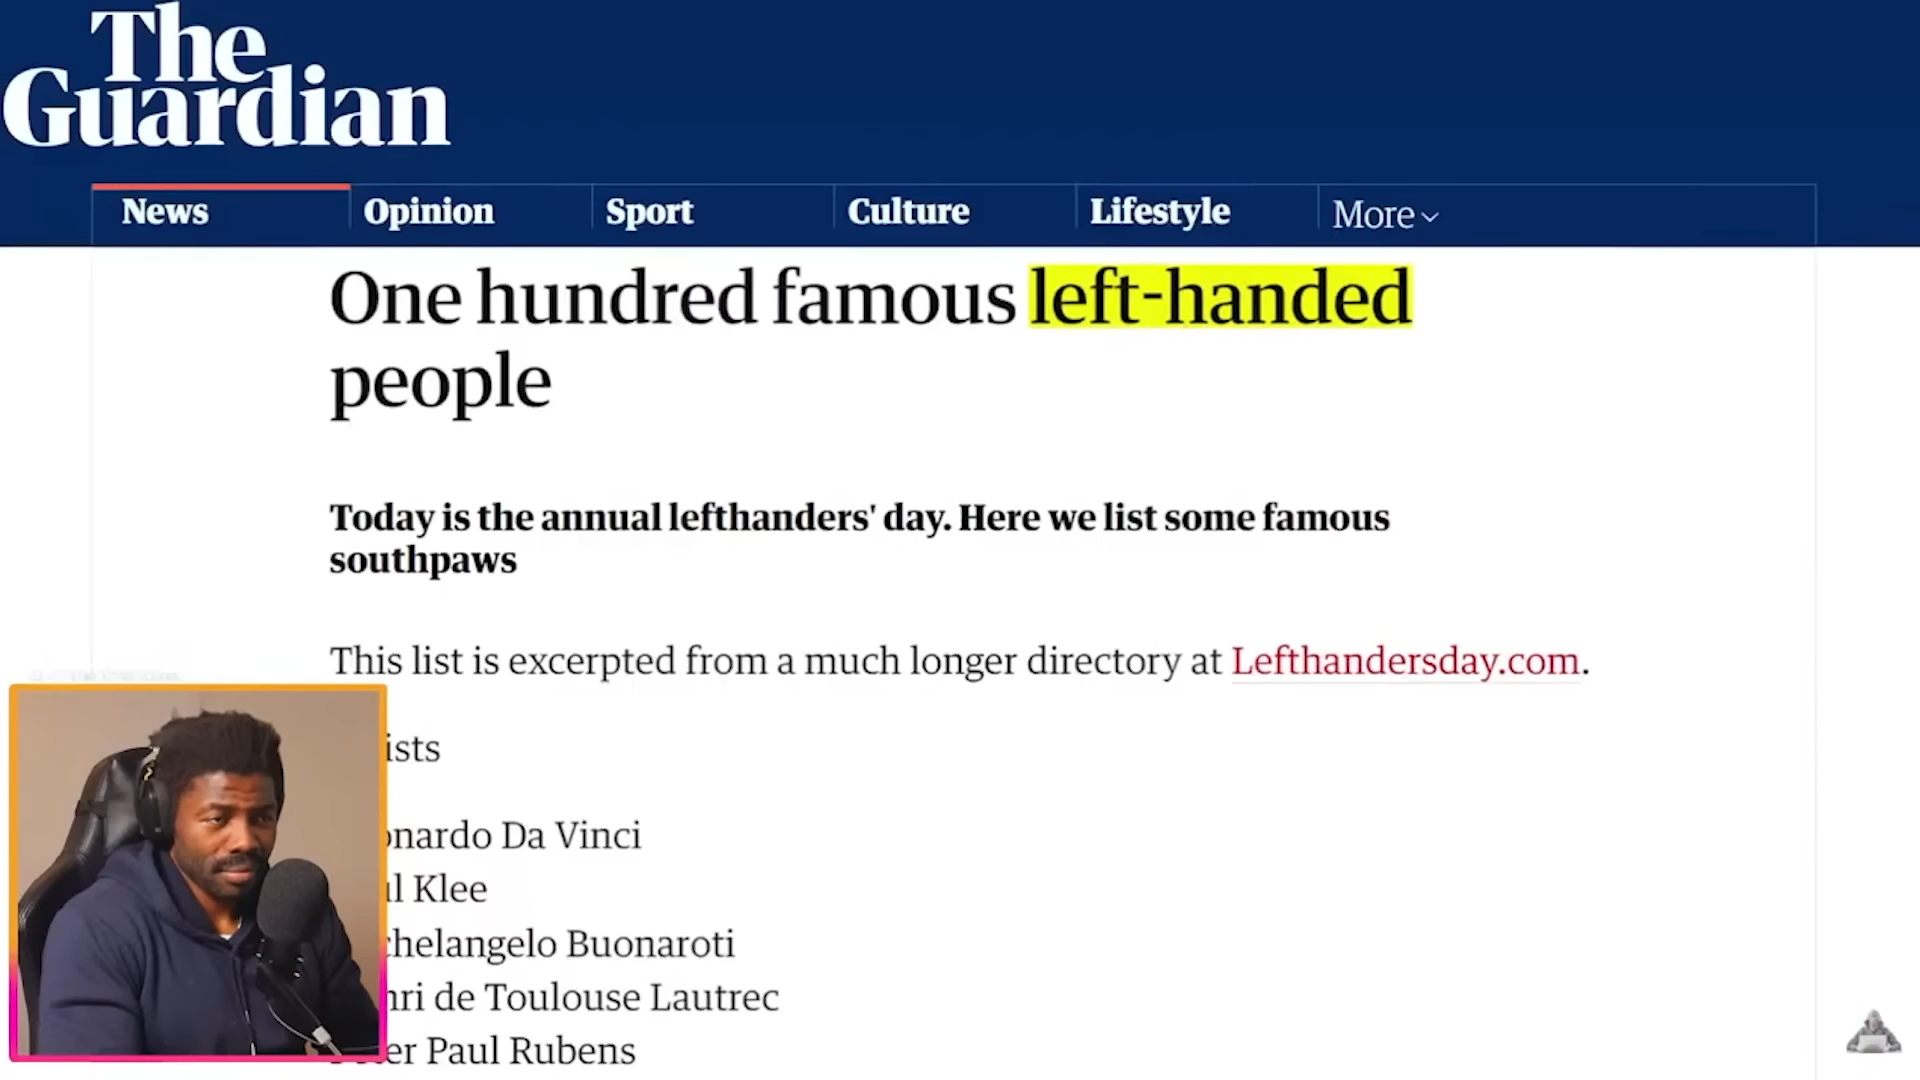 The
Guardian
News
Opinion
Sport
Culture
Lifestyle
More
One hundred famous left-handed
people
Today is the annual lefthanders' day. Here we list some famous
southpaws
This list is excerpted from a much longer directory at Lefthandersday.com.
ists
onardo Da Vinci
l Klee
chelangelo Buonaroti
nri de Toulouse Lautrec
er Paul Rubens